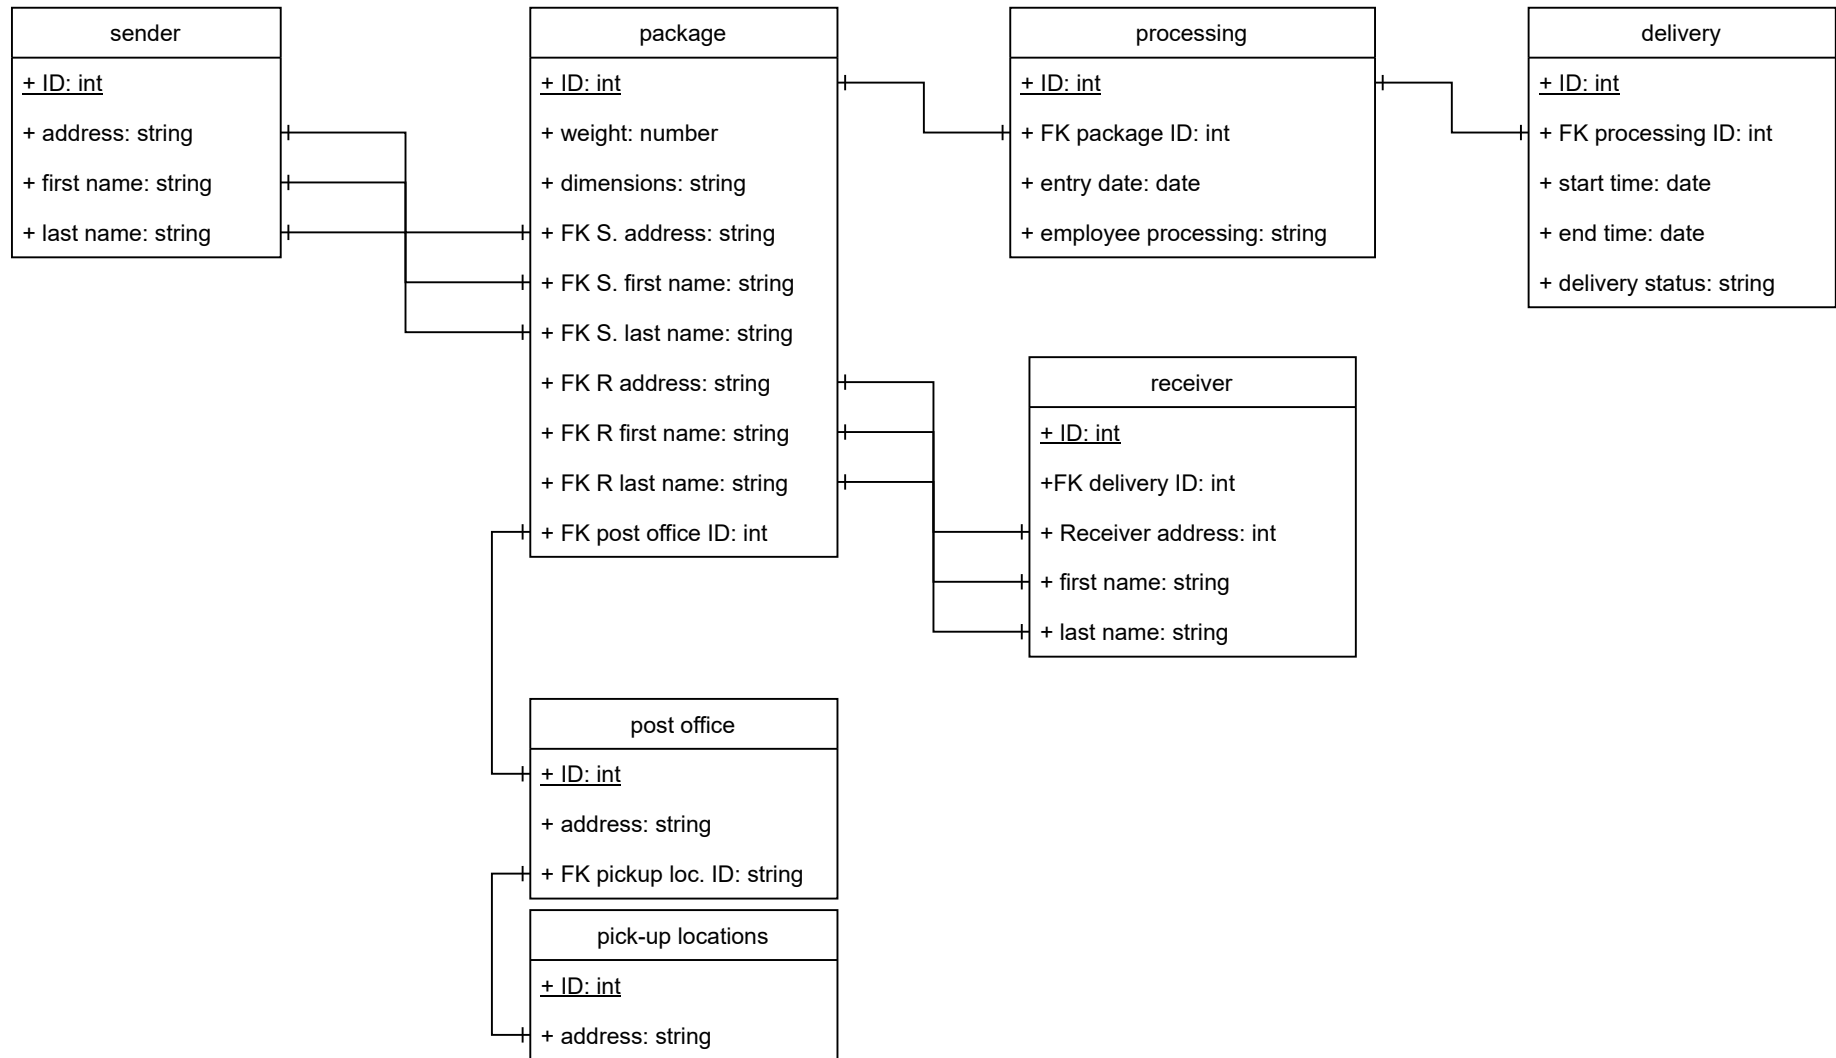 sender
+ ID: int
+ address: string
+ first name: string
+ last name: string
package
+ ID: int
+ weight: number
+ dimensions: string
+ FK S. address: string
+ FK S. first name: string
+ FK S. last name: string
+ FK R address: string
+ FK R first name: string
+ FK R last name: string
+ FK post office ID: int
processing
+ ID: int
+ FK package ID: int
+ entry date: date
+ employee processing: string
delivery
+ ID: int
+ FK processing ID: int
+ start time: date
+ end time: date
+ delivery status: string
receiver
+ ID: int
+FK delivery ID: int
+ Receiver address: int
+ first name: string
+ last name: string
post office
+ ID: int
+ address: string
+ FK pickup loc. ID: string
pick-up locations
+ ID: int
+ address: string